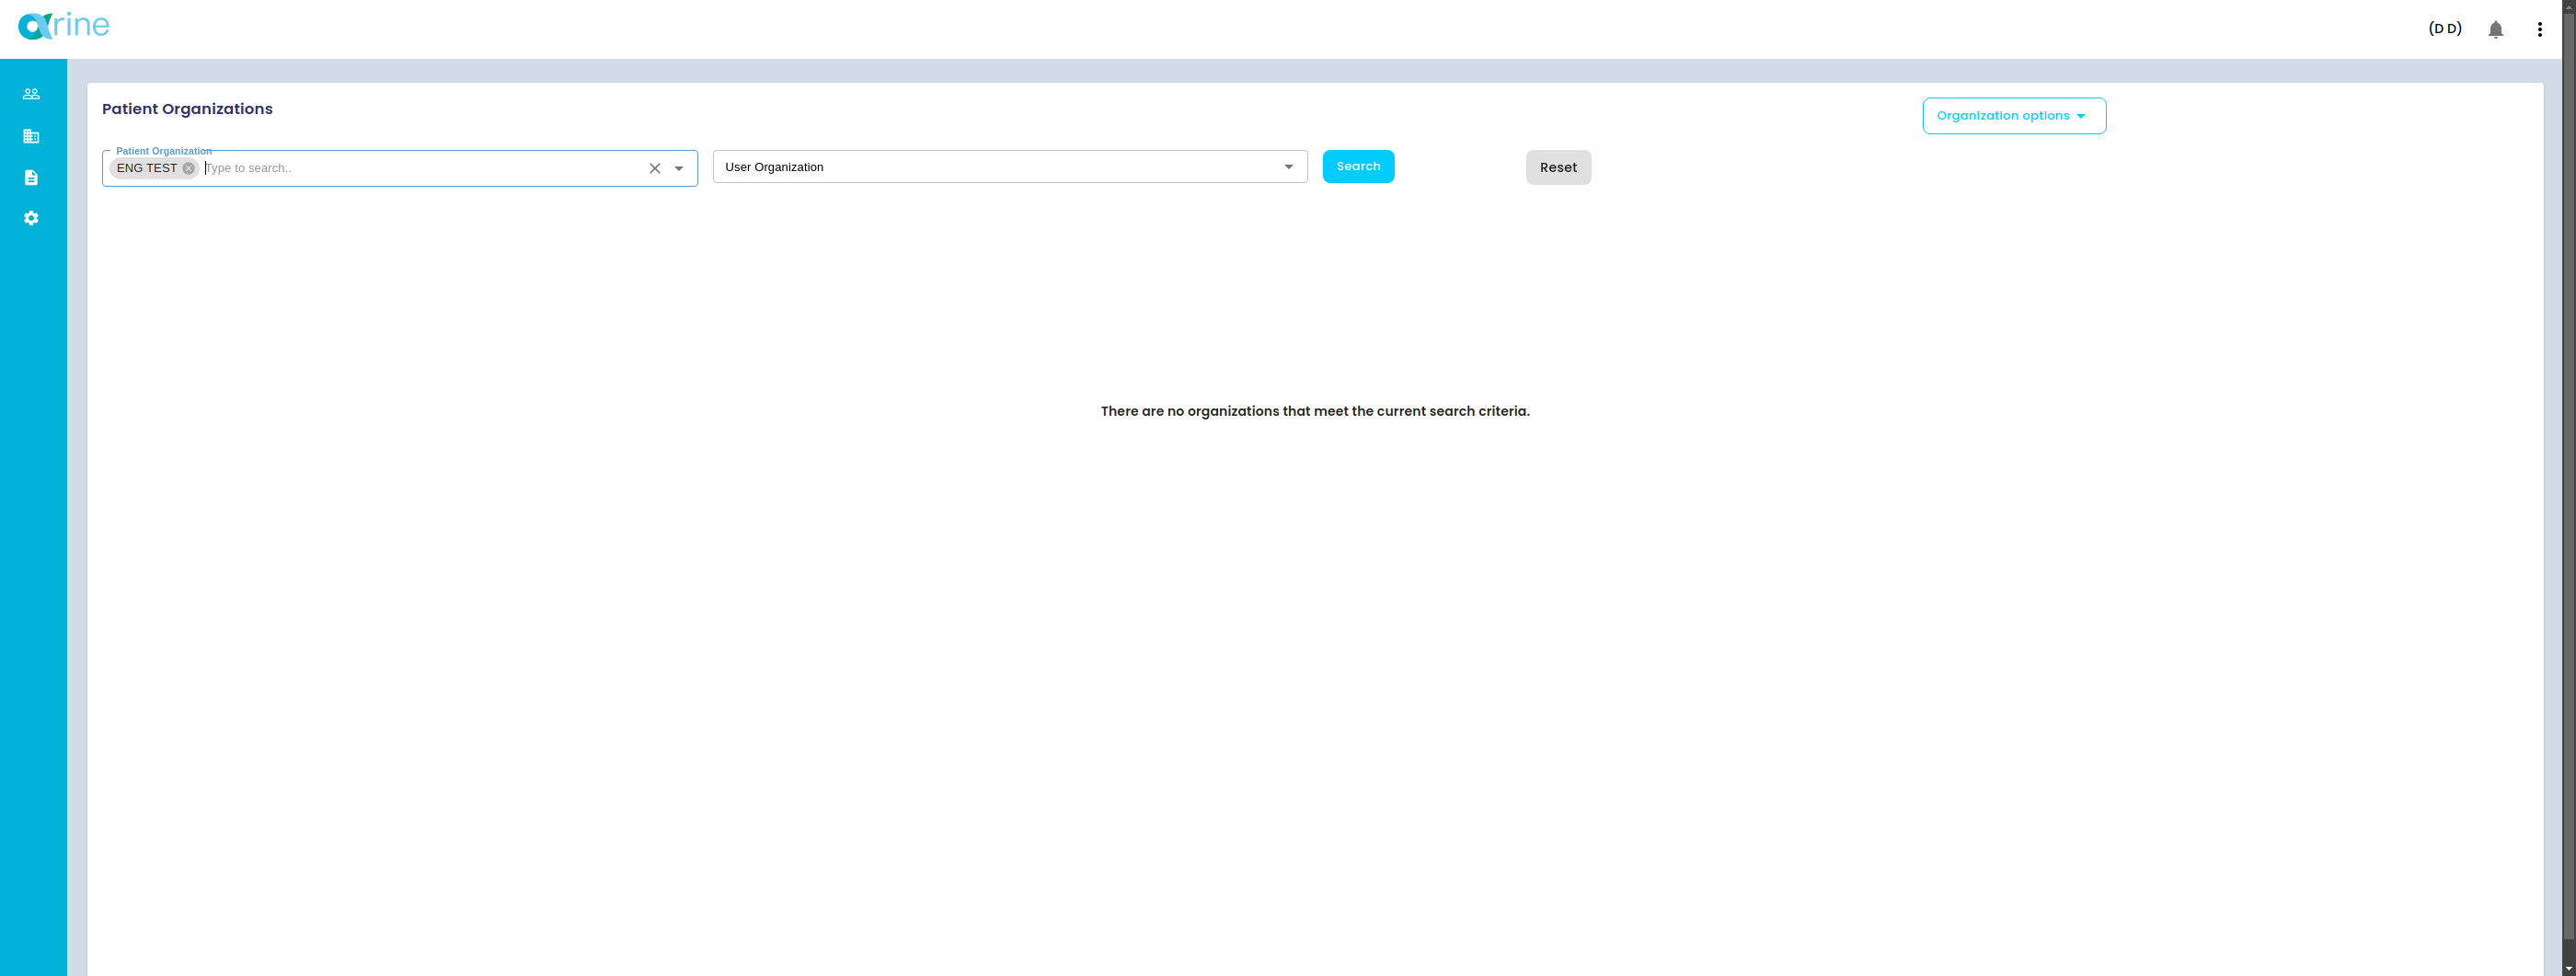 arine
(D D)
Patient Organizations
Organization options
Patient Organization
ENG TEST Type to search..
User Organization
Search
Reset
There are no organizations that meet the current search criteria.